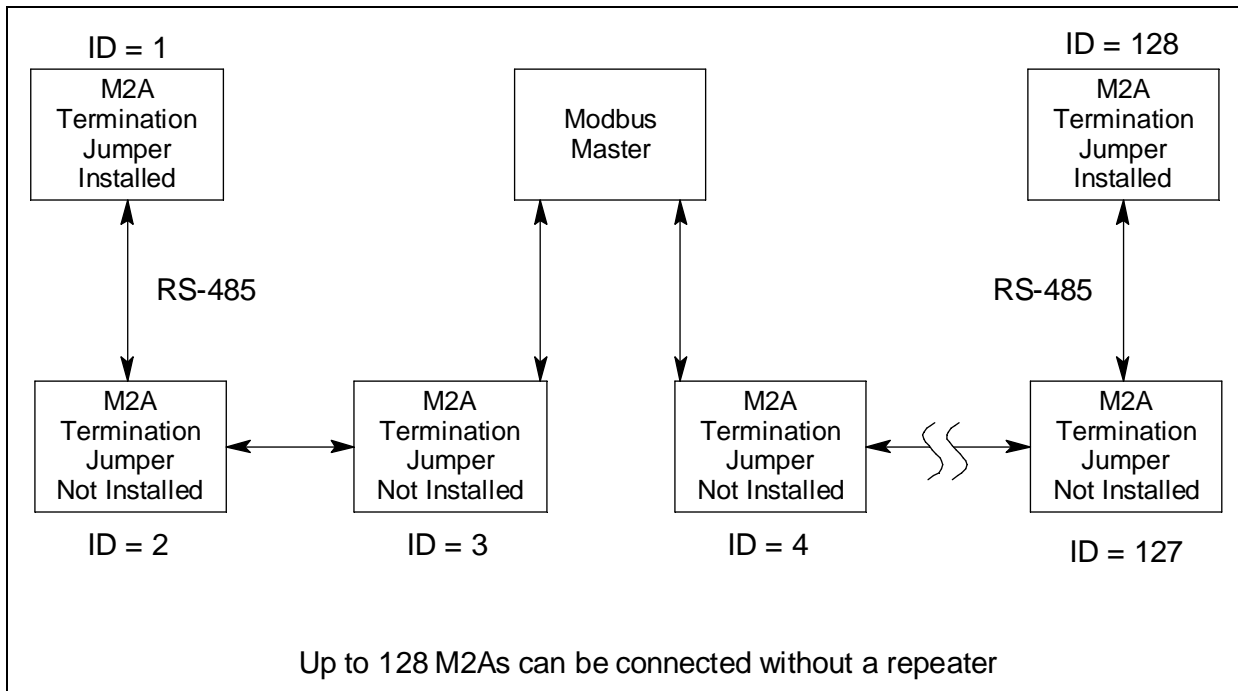 ID = 1
M2A
Termination
Jumper
Installed
Modbus
Master
ID = 128
M2A
Termination
Jumper
Installed
RS-485
RS-485
M2A
Termination
Jumper
Not Installed
ID = 2
M2A
Termination
Jumper
Not Installed
ID = 3
M2A
Termination
Jumper
Not Installed
ID = 4
M2A
Termination
Jumper
Not Installed
ID = 127
Up to 128 M2As can be connected without a repeater